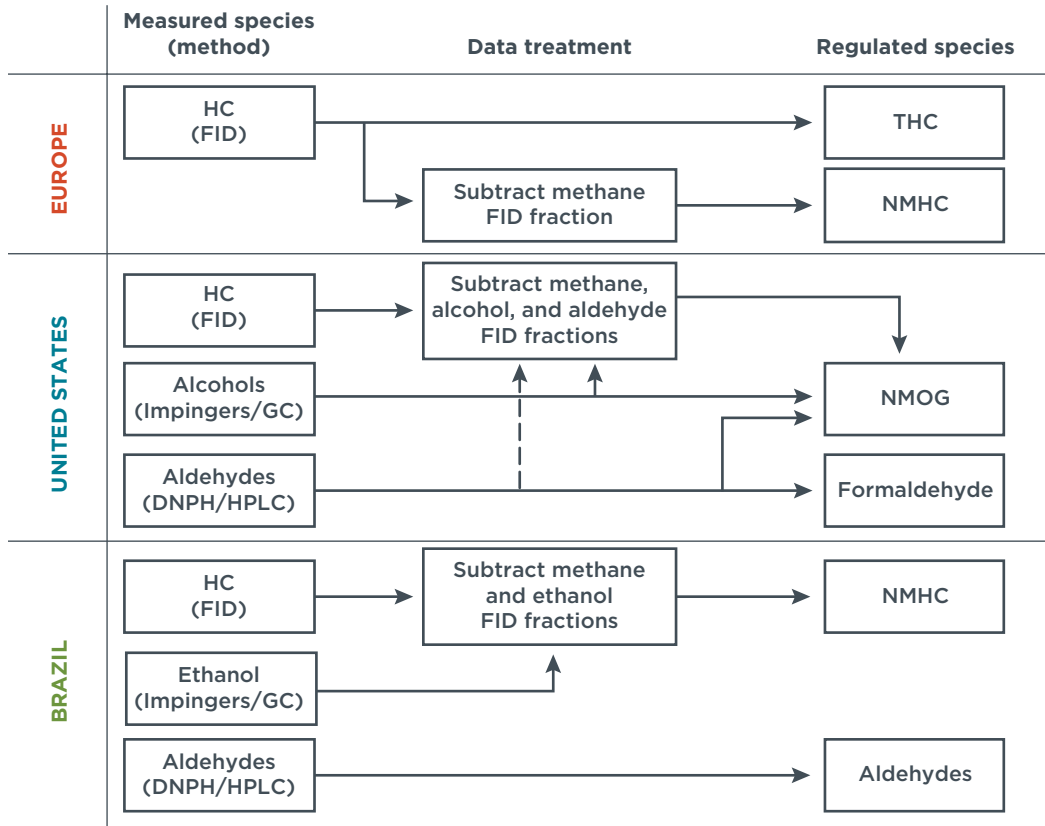 Measured species
(method)
Data treatment
Regulated species
EUROPE
HC
(FID)
THC
Subtract methane
FID fraction
NMHC
UNITED STATES
HC
(FID)
Subtract methane,
alcohol, and aldehyde
FID fractions
Alcohols
(Impingers/GC)
NMOG
Aldehydes
(DNPH/HPLC)
Formaldehyde
BRAZIL
HC
(FID)
Subtract methane
and ethanol
FID fractions
NMHC
Ethanol
(Impingers/GC)
Aldehydes
(DNPH/HPLC)
Aldehydes